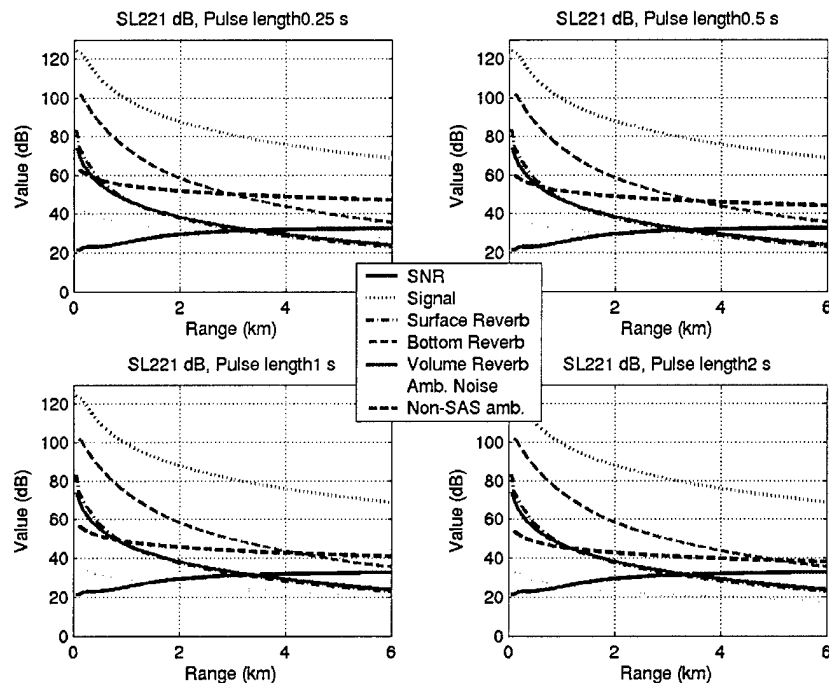 SL221 dB, Pulse length0.25 s
SL221 dB, Pulse length0.5 s
120
100
80
60
40
20
0
Value (dB)
0 2 4 6
Range (km)
120
100
80
60
40
20
0
Value (dB)
0 2 4 6
Range (km)
SNR
Signal
Surface Reverb
Bottom Reverb
Volume Reverb
Amb. Noise
Non-SAS amb.
SL221 dB, Pulse length1 s
SL221 dB, Pulse length2 s
120
100
80
60
40
20
0
Value (dB)
0 2 4 6
Range (km)
120
100
80
60
40
20
0
Value (dB)
0 2 4 6
Range (km)